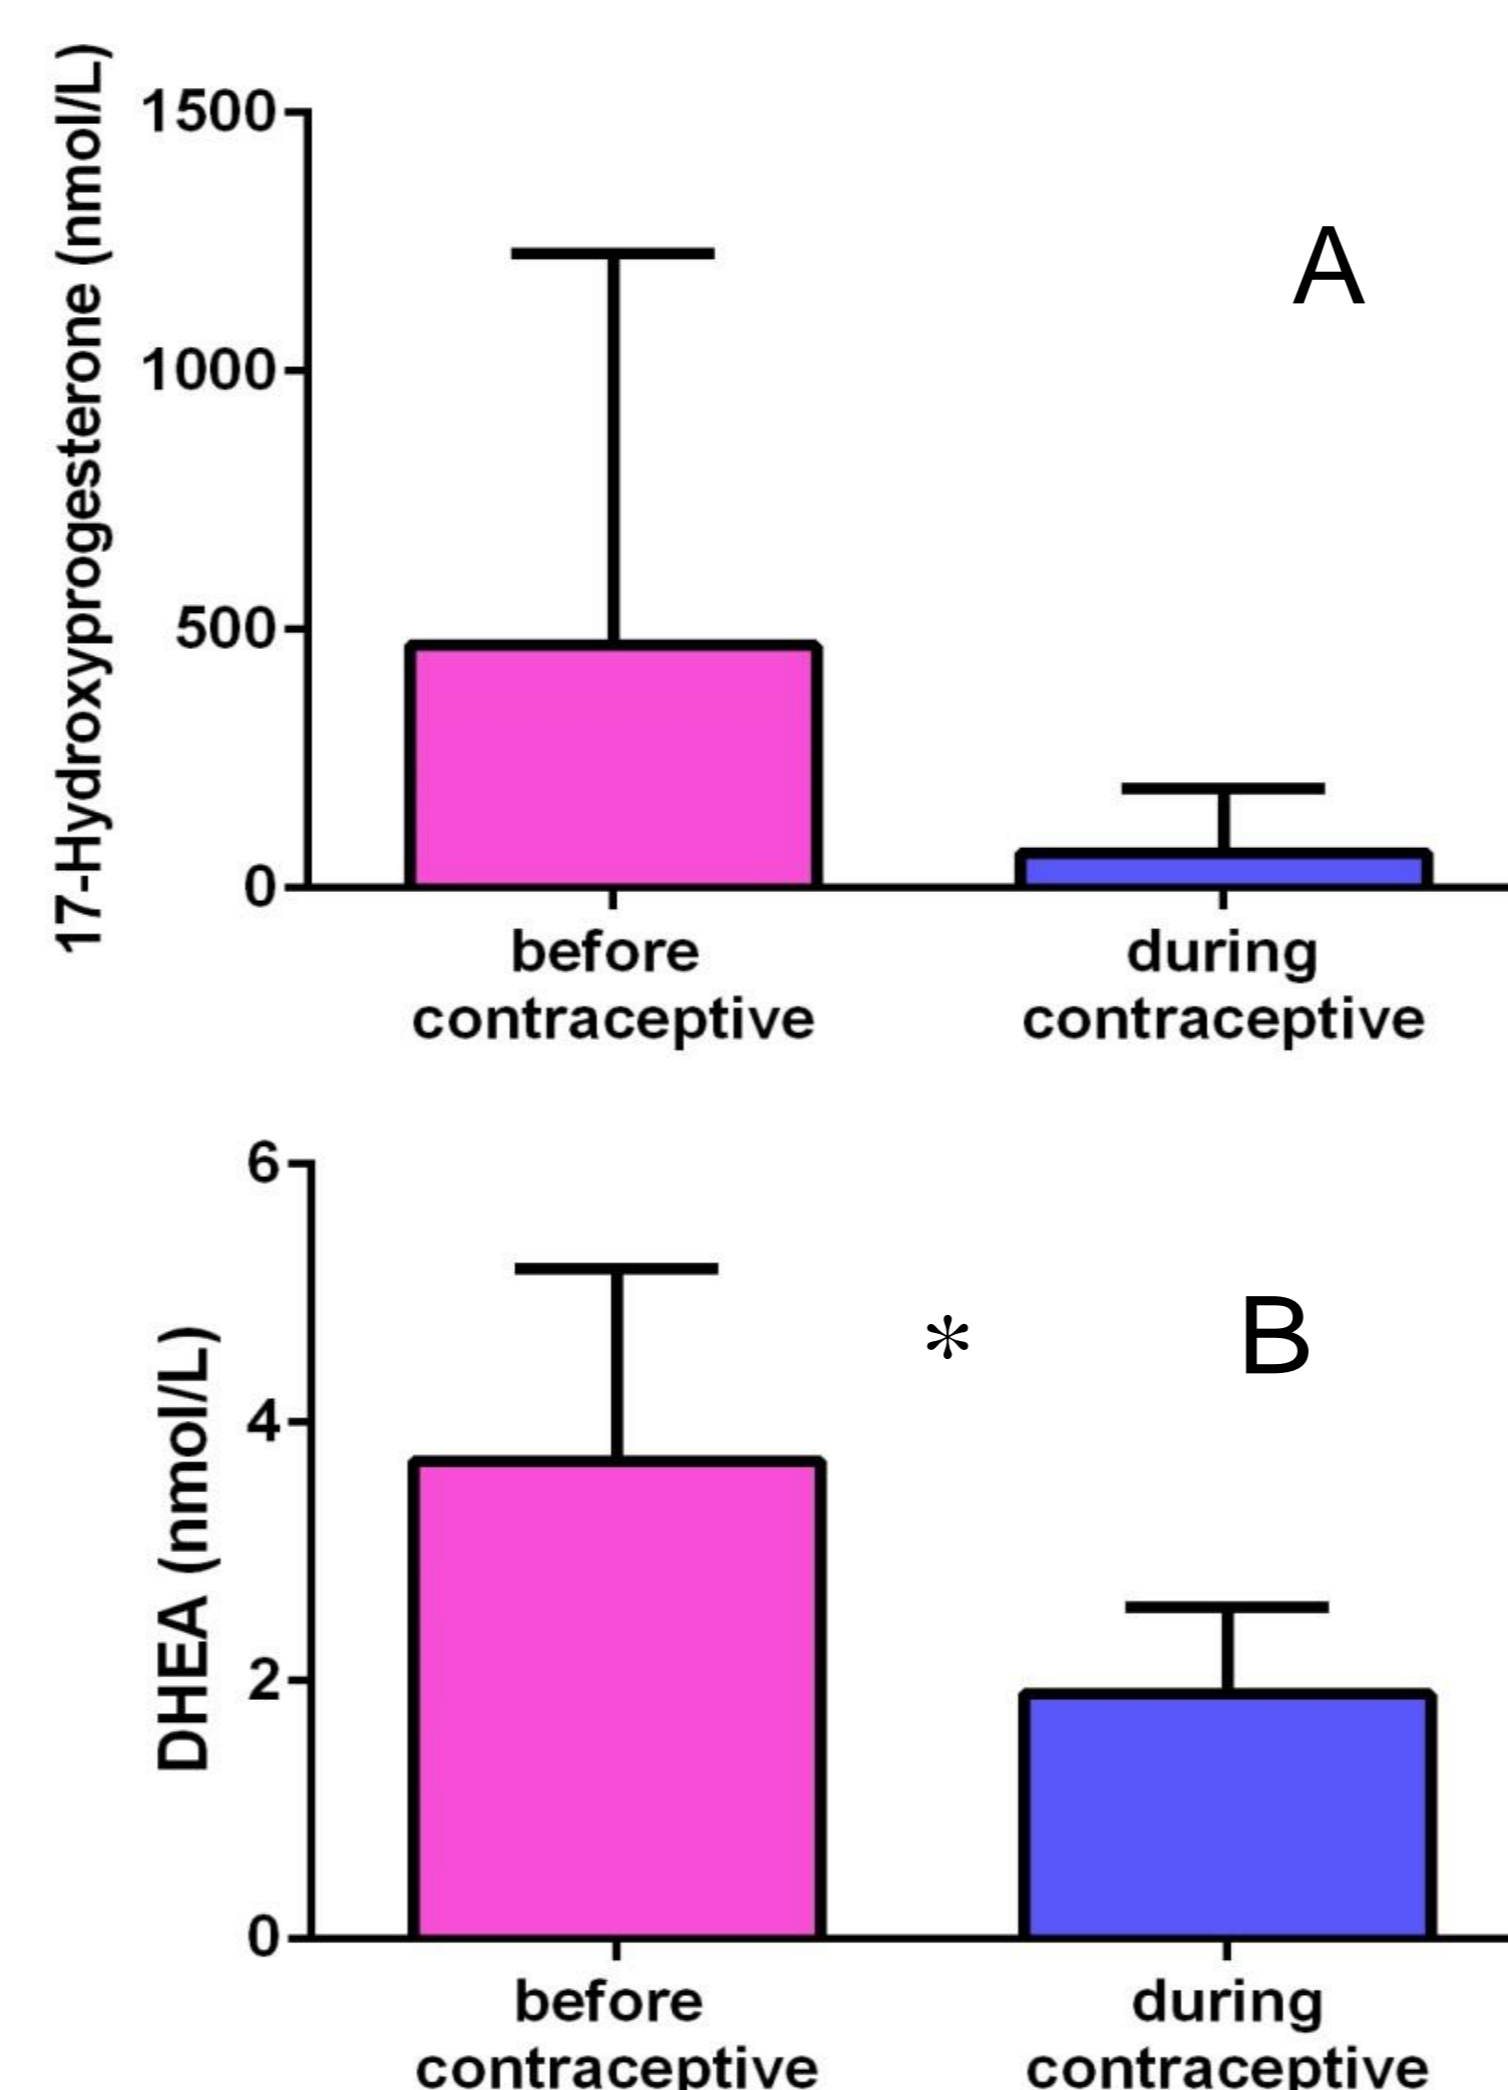 17-Hydroxyprogesterone (nmol/L)
1500
1000
500
0
A
before
contraceptive
during
contraceptive
DHEA (nmol/L)
6
4
2
0
*
B
before
contraceptive
during
contraceptive